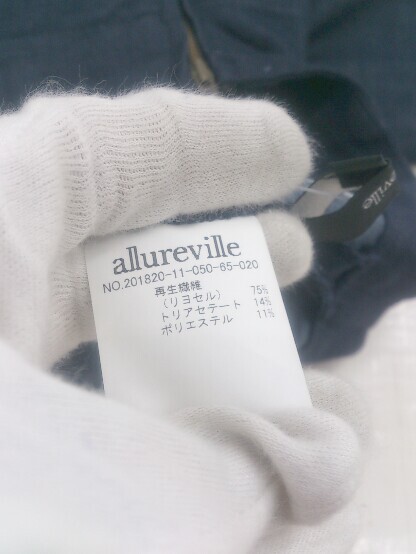 allureville
NO.201820-11-050-65-020
再生繊維
(リヨセル) 75%
トリアセテート 14%
ポリエステル 11%
ville